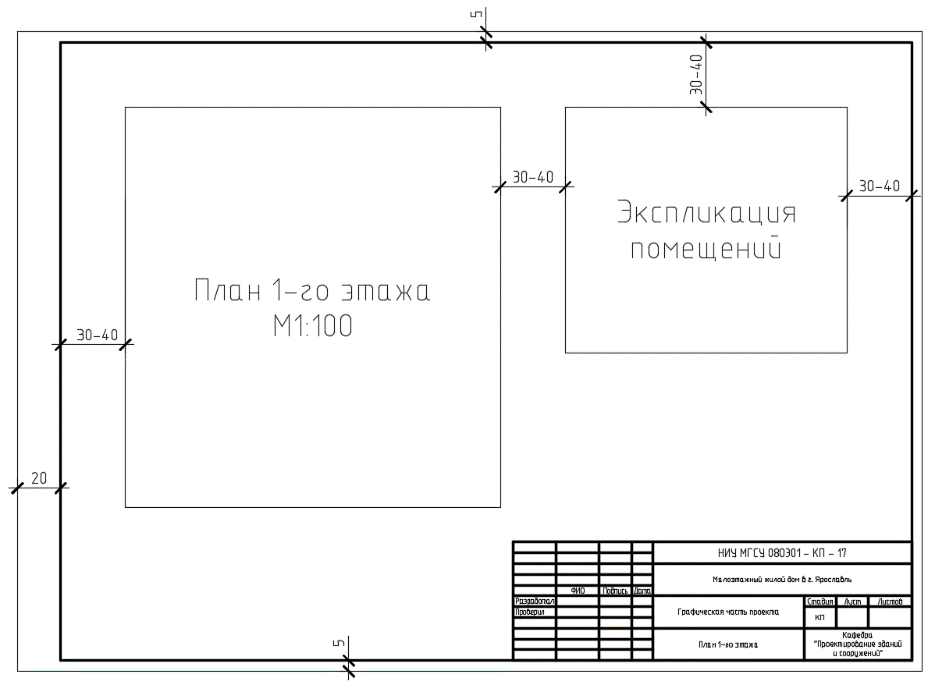 5
30-40
30-40
30-40
Экспликация
помещений
План 1-го этажа
М1:100
30-40
20
5
НИУ МГСУ 080301 - КП - 17
Малоэтажный жилой дом в г. Ярославль
ФИО Подпись Дата
Разработал
Проверил
Графическая часть проекта
Стадия Лист Листов
КП
План 1-го этажа
Кафедра
"Проектирование зданий
и сооружений"